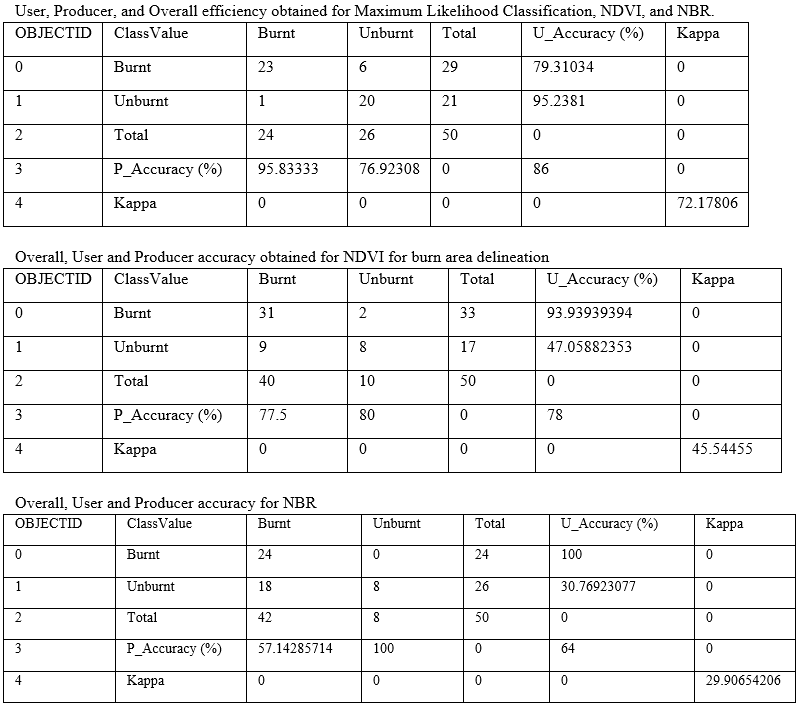 User, Producer, and Overall efficiency obtained for Maximum Likelihood Classification, NDVI, and NBR.
OBJECTID ClassValue Burnt Unburnt Total U_Accuracy (%) Kappa
0 Burnt 23 6 29 79.31034 0
1 Unburnt 1 20 21 95.2381 0
2 Total 24 26 50 0 0
3 P_Accuracy (%) 95.83333 76.92308 0 86 0
4 Kappa 0 0 0 0 72.17806
Overall, User and Producer accuracy obtained for NDVI for burn area delineation
OBJECTID ClassValue Burnt Unburnt Total U_Accuracy (%) Kappa
0 Burnt 31 2 33 93.93939394 0
1 Unburnt 9 8 17 47.05882353 0
2 Total 40 10 50 0 0
3 P_Accuracy (%) 77.5 80 0 78 0
4 Kappa 0 0 0 0 45.54455
Overall, User and Producer accuracy for NBR
OBJECTID ClassValue Burnt Unburnt Total U_Accuracy (%) Kappa
0 Burnt 24 0 24 100 0
1 Unburnt 18 8 26 30.76923077 0
2 Total 42 8 50 0 0
3 P_Accuracy (%) 57.14285714 100 0 64 0
4 Kappa 0 0 0 0 29.90654206